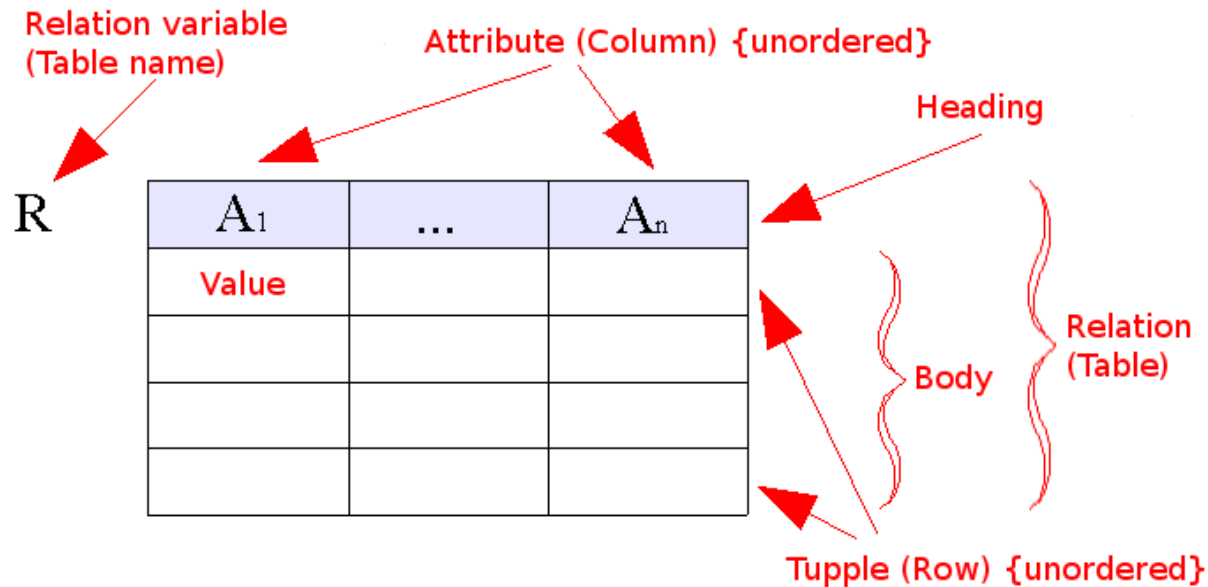 Relation variable
(Table name)
Attribute (Column) {unordered}
Heading
R
A1 ... An
Value
Body
Relation
(Table)
Tupple (Row) {unordered}